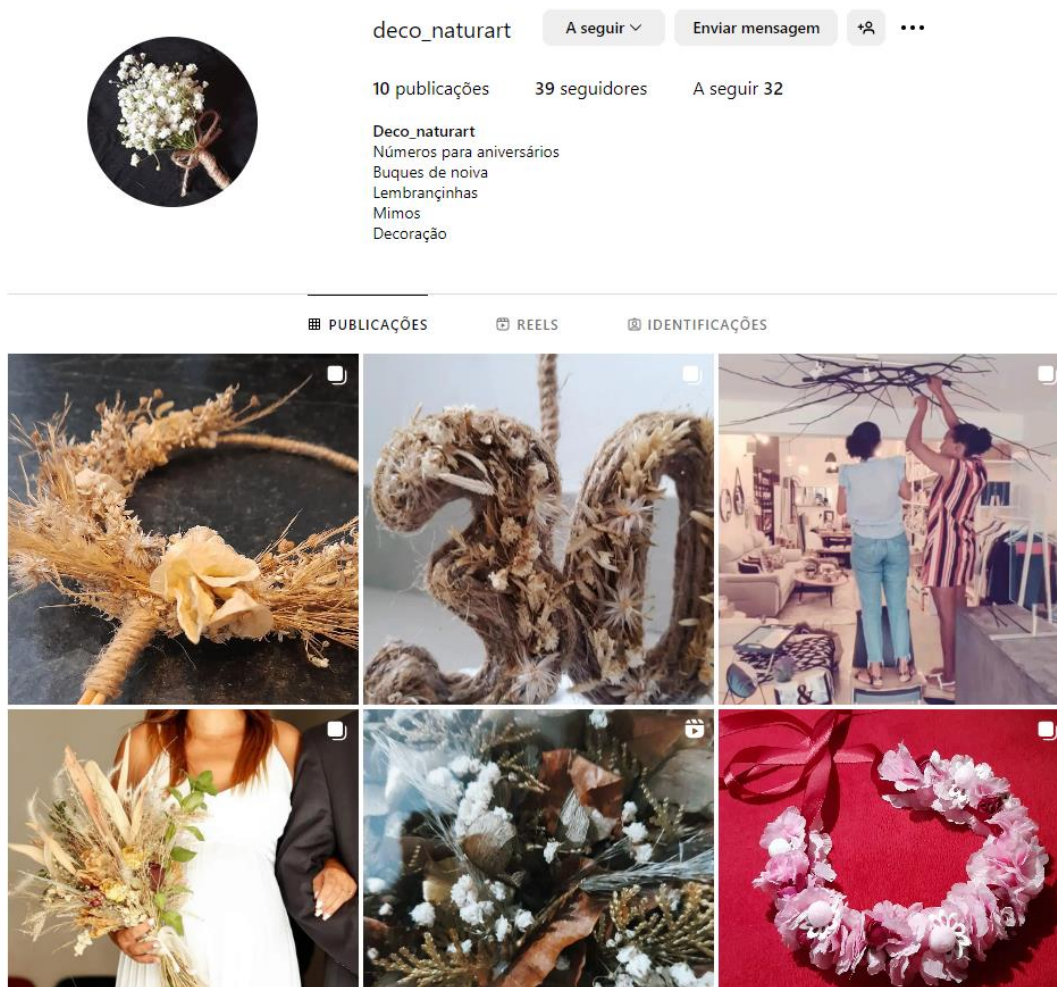 deco_naturart A seguir Enviar mensagem
10 publicações 39 seguidores A seguir 32
Deco_naturart
Números para aniversários
Buques de noiva
Lembrançinhas
Mimos
Decoração
PUBLICAÇÕES REELS IDENTIFICAÇÕES
30
&